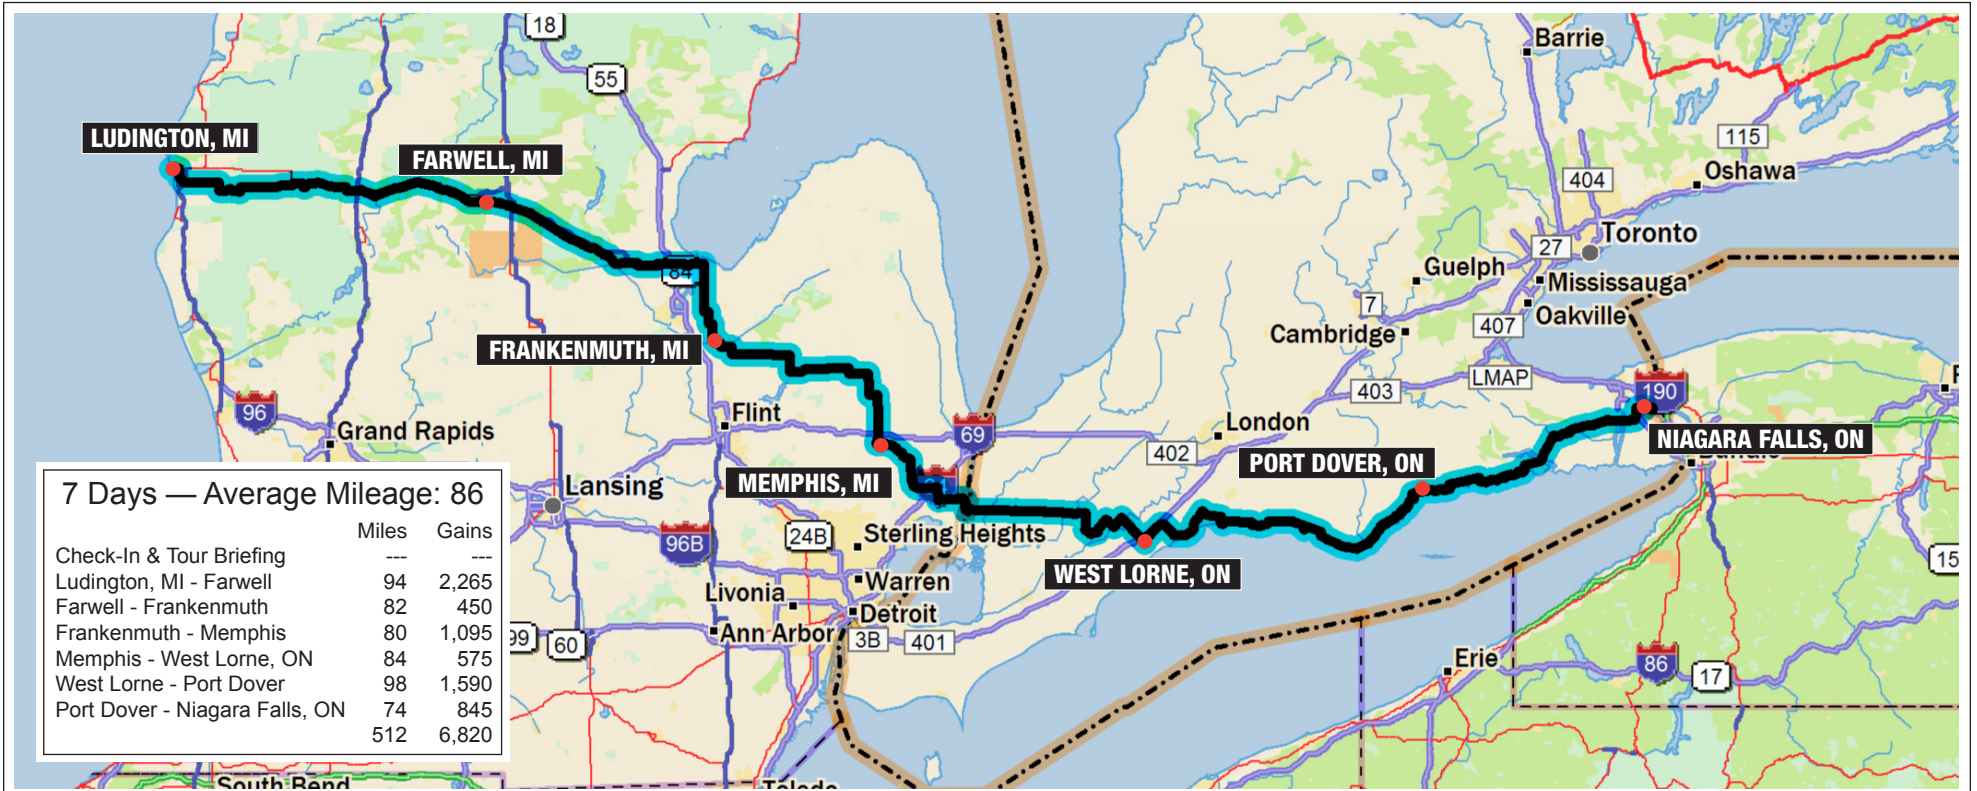 18
Barrie
55
115
LUDINGTON, MI
FARWELL, MI
Oshawa
404
Toronto
27
84
Guelph
Mississauga
7
Oakville
407
Cambridge
FRANKENMUTH, MI
LMAP
403
190
96
Flint
London
Grand Rapids
69
NIAGARA FALLS, ON
402
PORT DOVER, ON
MEMPHIS, MI
Lansing
7 Days — Average Mileage: 86
Miles Gains
Check-In & Tour Briefing --- ---
Ludington, MI - Farwell 94 2,265
Farwell - Frankenmuth 82 450
Frankenmuth - Memphis 80 1,095
Memphis - West Lorne, ON 84 575
West Lorne - Port Dover 98 1,590
Port Dover - Niagara Falls, ON 74 845
512 6,820
96B
24B
Sterling Heights
WEST LORNE, ON
Warren
Livonia
Detroit
Ann Arbor
3B
401
99
60
15
Erie
86
17
South Bend
Toledo